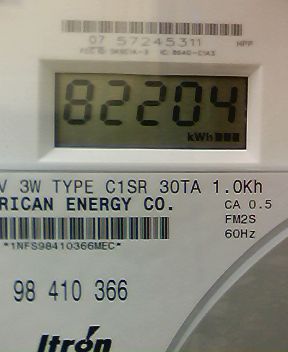 07 57245311
82204
kWh
V 3W TYPE C1SR 30TA 1.0Kh
RICAN ENERGY CO. CA 0.5
FM2S
*1NFS98410366MEC* 60Hz
98 410 366
Itron